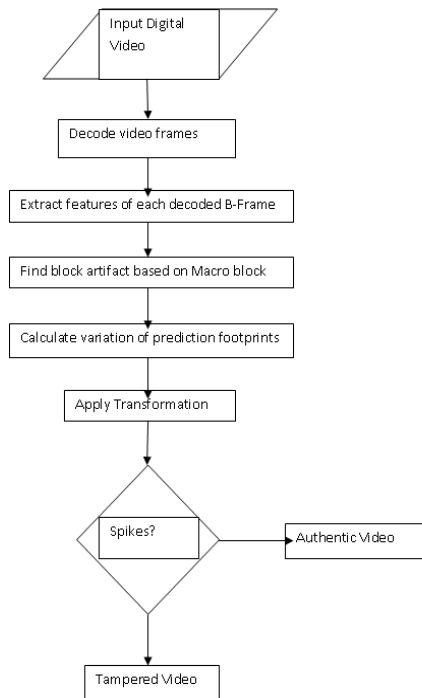 Input Digital
Video
Decode video frames
Extract features of each decoded B-Frame
Find block artifact based on Macro block
Calculate variation of prediction footprints
Apply Transformation
Spikes?
Authentic Video
Tampered Video